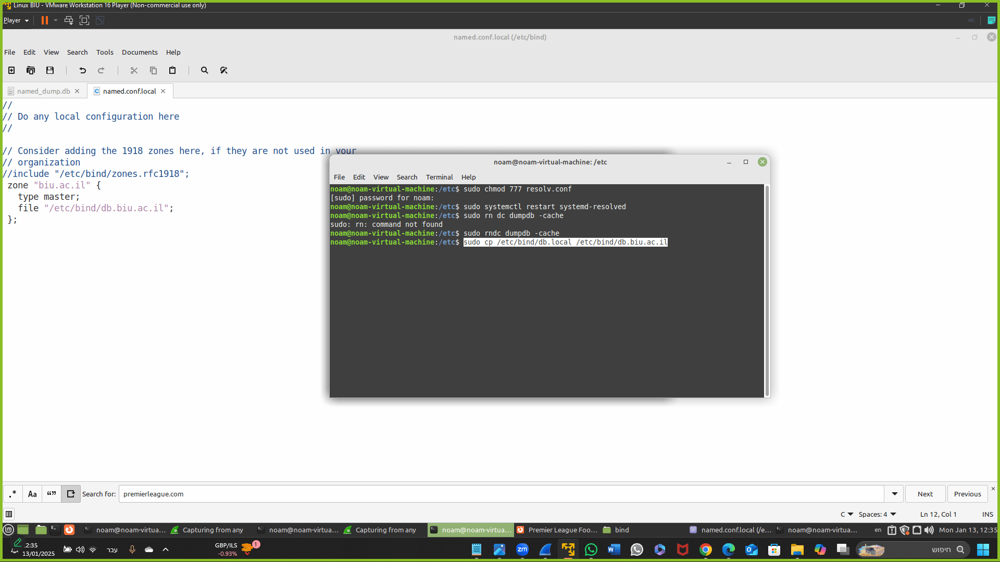 Linux BIU - VMware Workstation 16 Player (Non-commercial use only)
Player
named.conf.local (/etc/bind)
File Edit View Search Tools Documents Help
named_dump.db named.conf.local
//
// Do any local configuration here
//
// Consider adding the 1918 zones here, if they are not used in your
// organization
//include "/etc/bind/zones.rfc1918";
zone "biu.ac.il" {
type master;
file "/etc/bind/db.biu.ac.il";
};
noam@noam-virtual-machine: /etc
File Edit View Search Terminal Help
noam@noam-virtual-machine:/etc$ sudo chmod 777 resolv.conf
[sudo] password for noam:
noam@noam-virtual-machine:/etc$ sudo systemctl restart systemd-resolved
noam@noam-virtual-machine:/etc$ sudo rn dc dumpdb -cache
sudo: rn: command not found
noam@noam-virtual-machine:/etc$ sudo rndc dumpdb -cache
noam@noam-virtual-machine:/etc$ sudo cp /etc/bind/db.local /etc/bind/db.biu.ac.il
.* Aa “” Search for: premierleague.com Next Previous
C Spaces: 4 Ln 12, Col 1 INS
noam@noam-virtua... Capturing from any noam@noam-virtua... Capturing from any noam@noam-virtua... Premier League Foo... bind named.conf.local (/e... noam@noam-virtua... en Mon Jan 13, 12:35
2:35
13/01/2025
עבר
GBP/ILS
-0.93%
1
zm
חיפוש